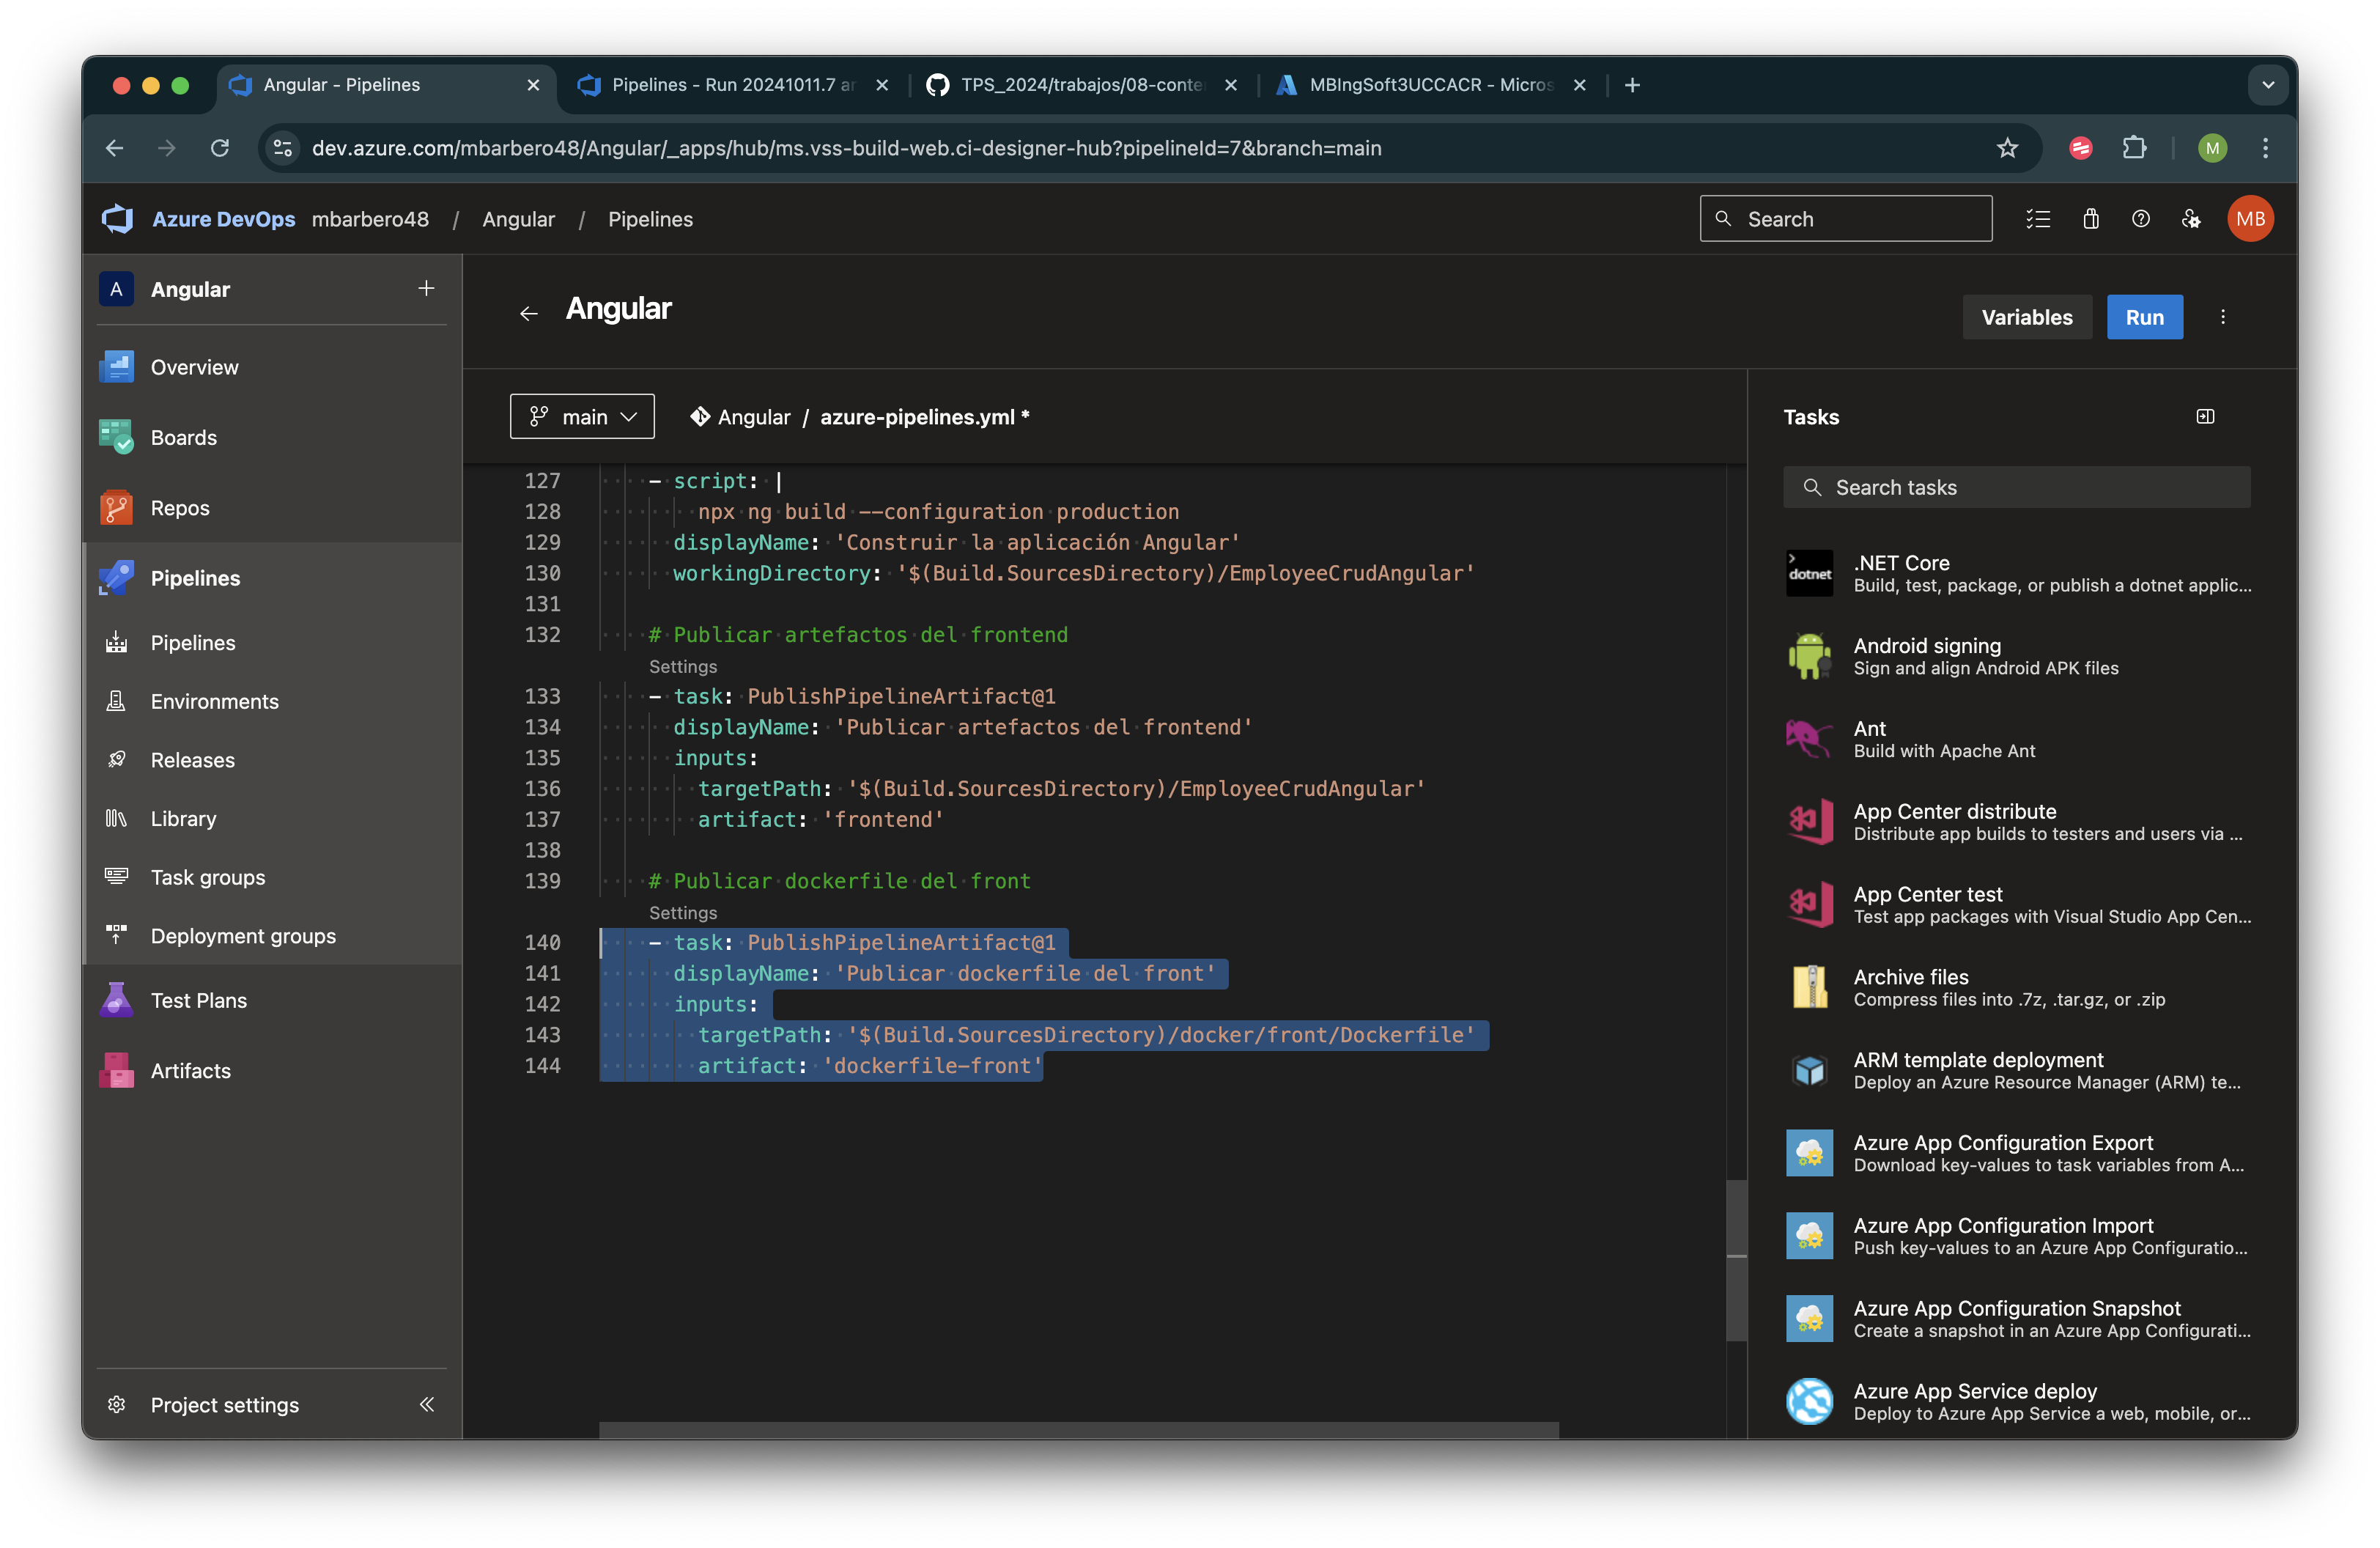 Angular - Pipelines
Pipelines - Run 20241011.7 ar
TPS_2024/trabajos/08-conte
MBIngSoft3UCCACR - Micros
dev.azure.com/mbarbero48/Angular/_apps/hub/ms.vss-build-web.ci-designer-hub?pipelineId=7&branch=main
M
Azure DevOps mbarbero48 / Angular / Pipelines
Search
MB
A Angular
Overview
Boards
Repos
Pipelines
Pipelines
Environments
Releases
Library
Task groups
Deployment groups
Test Plans
Artifacts
Project settings
Angular
Variables
Run
main
Angular / azure-pipelines.yml *
127 - script: |
128 npx ng build --configuration production
129 displayName: 'Construir la aplicación Angular'
130 workingDirectory: '$(Build.SourcesDirectory)/EmployeeCrudAngular'
131
132 # Publicar artefactos del frontend
Settings
133 - task: PublishPipelineArtifact@1
134 displayName: 'Publicar artefactos del frontend'
135 inputs:
136 targetPath: '$(Build.SourcesDirectory)/EmployeeCrudAngular'
137 artifact: 'frontend'
138
139 # Publicar dockerfile del front
Settings
140 - task: PublishPipelineArtifact@1
141 displayName: 'Publicar dockerfile del front'
142 inputs:
143 targetPath: '$(Build.SourcesDirectory)/docker/front/Dockerfile'
144 artifact: 'dockerfile-front'
Tasks
Search tasks
dotnet
.NET Core
Build, test, package, or publish a dotnet applic...
Android signing
Sign and align Android APK files
Ant
Build with Apache Ant
App Center distribute
Distribute app builds to testers and users via ...
App Center test
Test app packages with Visual Studio App Cen...
Archive files
Compress files into .7z, .tar.gz, or .zip
ARM template deployment
Deploy an Azure Resource Manager (ARM) te...
Azure App Configuration Export
Download key-values to task variables from A...
Azure App Configuration Import
Push key-values to an Azure App Configuratio...
Azure App Configuration Snapshot
Create a snapshot in an Azure App Configurati...
Azure App Service deploy
Deploy to Azure App Service a web, mobile, or...